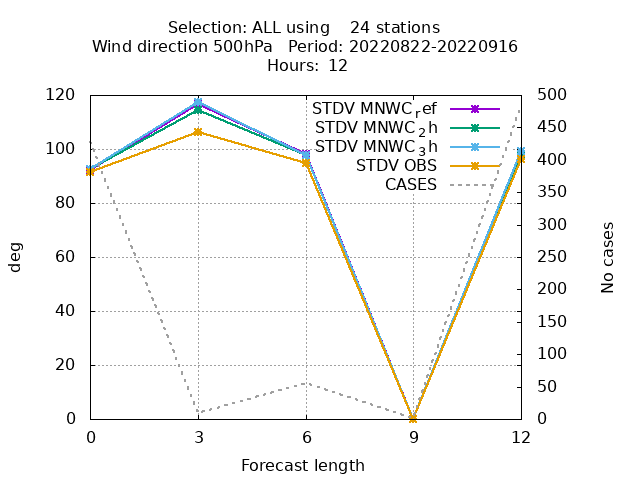 Selection: ALL using    24 stations
Wind direction 500hPa   Period: 20220822-20220916
Hours:  12
STDV MNWC_ref
STDV MNWC_2h
STDV MNWC_3h
STDV OBS
CASES
120
100
80
60
40
20
0
deg
500
450
400
350
300
250
200
150
100
50
0
No cases
0 3 6 9 12
Forecast length